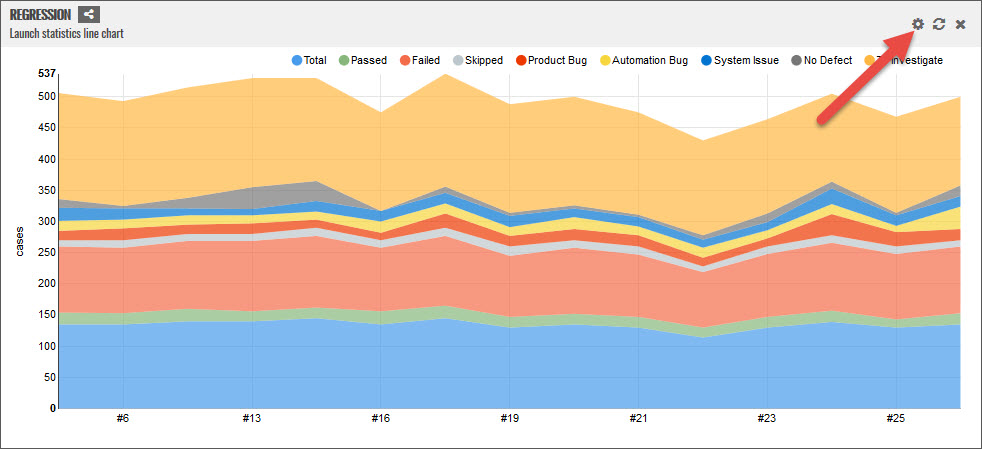 REGRESSION
Launch statistics line chart
Total Passed Failed Skipped Product Bug Automation Bug System Issue No Defect investigate
537
500
450
400
350
300
250
200
150
100
50
0
cases
#6 #13 #16 #19 #21 #23 #25